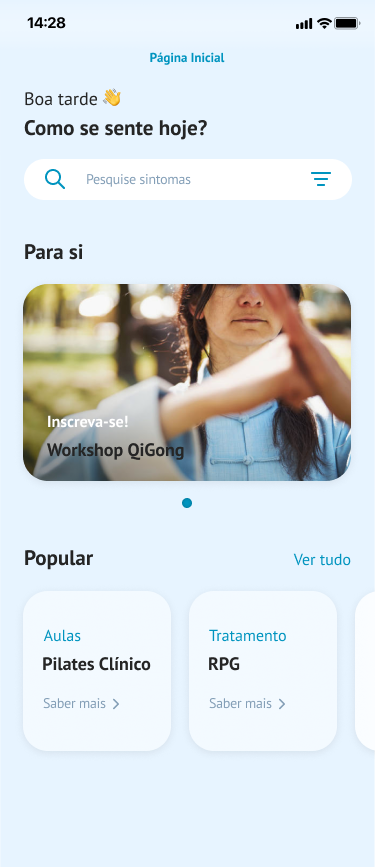 14:28
Página Inicial
Boa tarde 👋
Como se sente hoje?
Pesquise sintomas
Para si
Inscreva-se!
Workshop QiGong
Popular
Ver tudo
Aulas
Pilates Clínico
Saber mais
Tratamento
RPG
Saber mais